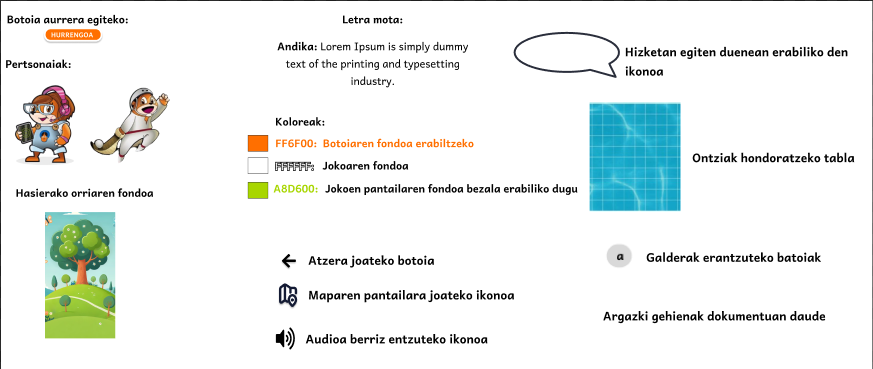 Botoia aurrera egiteko:
HURRENGOA
Pertsonaiak:
Hasierako orriaren fondoa
Letra mota:
Andika: Lorem Ipsum is simply dummy
text of the printing and typesetting
industry.
Koloreak:
FF6F00: Botoiaren fondoa erabiltzeko
FFFFFF: Jokoaren fondoa
A8D600: Jokoen pantailaren fondoa bezala erabiliko dugu
Atzera joateko botoia
Maparen pantailara joateko ikonoa
Audioa berriz entzuteko ikonoa
Hizketan egiten duenean erabiliko den
ikonoa
Ontziak hondoratzeko tabla
a
Galderak erantzuteko batoiak
Argazki gehienak dokumentuan daude